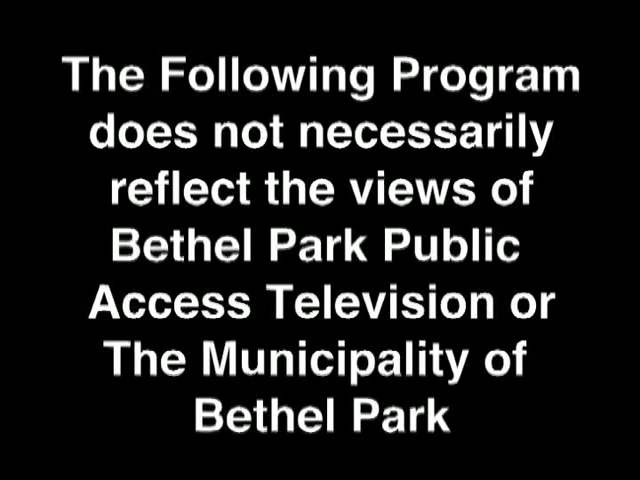 The Following Program
does not necessarily
reflect the views of
Bethel Park Public
Access Television or
The Municipality of
Bethel Park